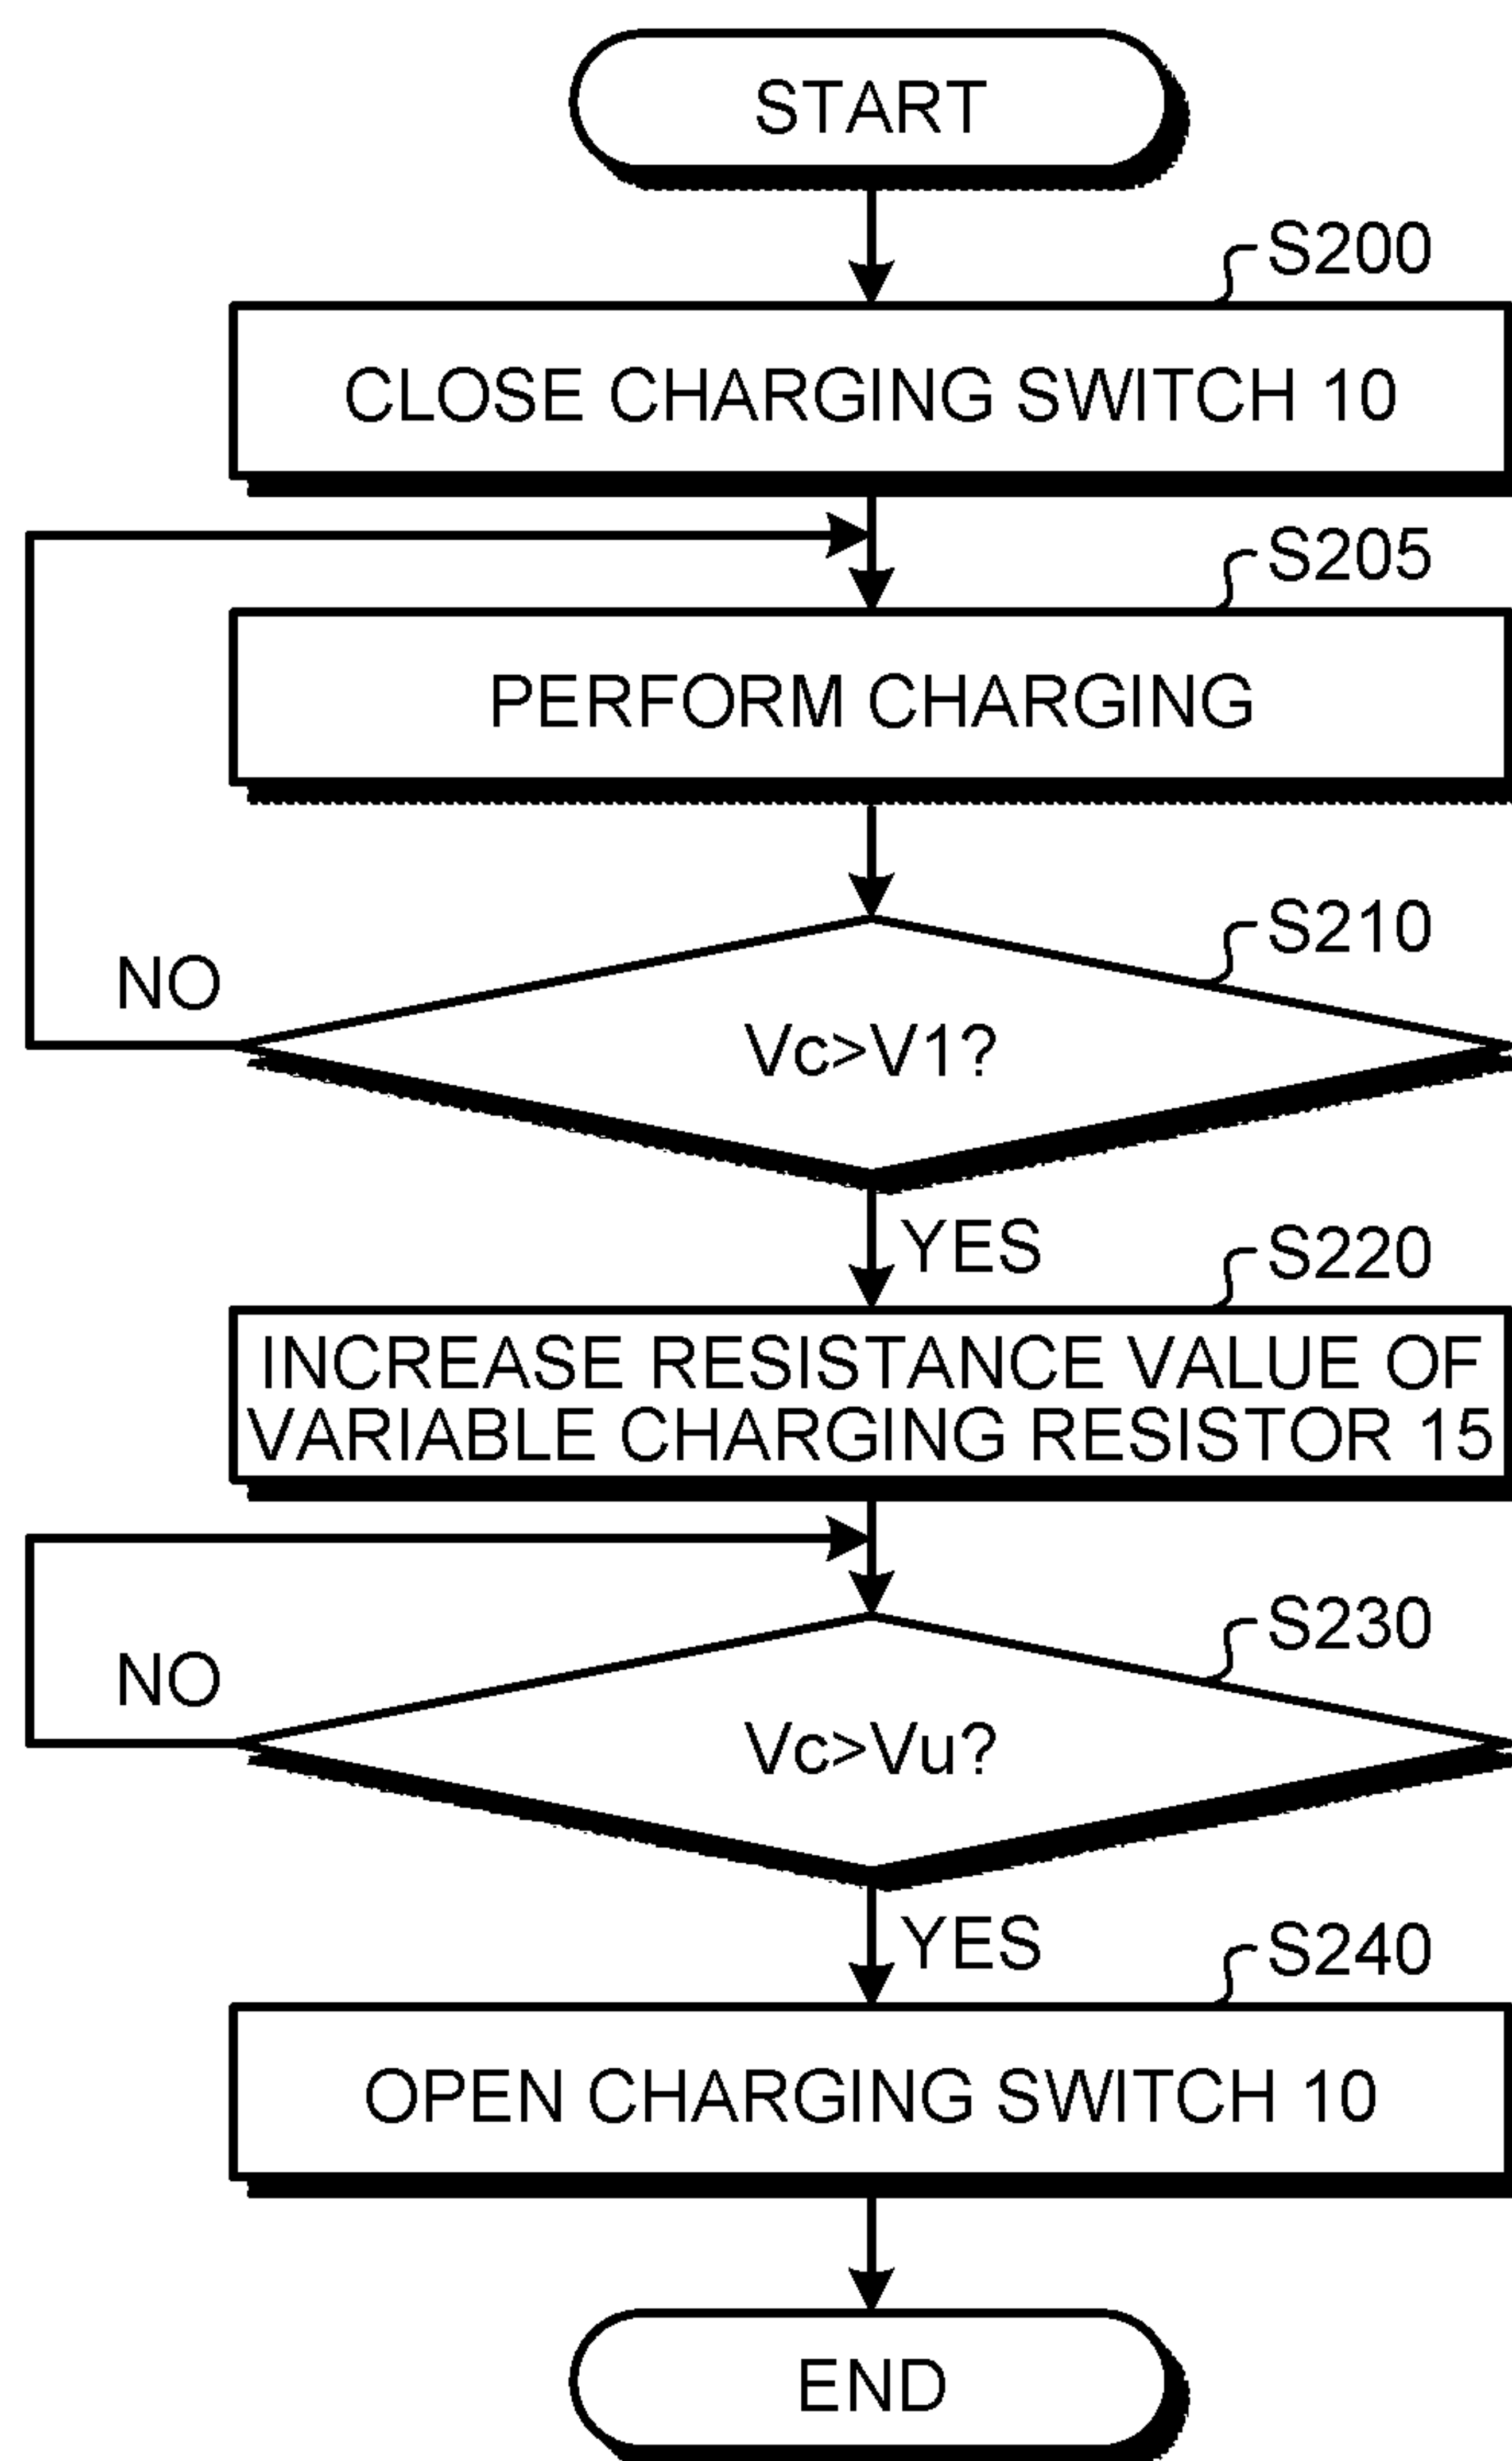 START
S200
CLOSE CHARGING SWITCH 10
S205
PERFORM CHARGING
S210
NO
Vc>V1?
YES
S220
INCREASE RESISTANCE VALUE OF
VARIABLE CHARGING RESISTOR 15
S230
NO
Vc>Vu?
YES
S240
OPEN CHARGING SWITCH 10
END